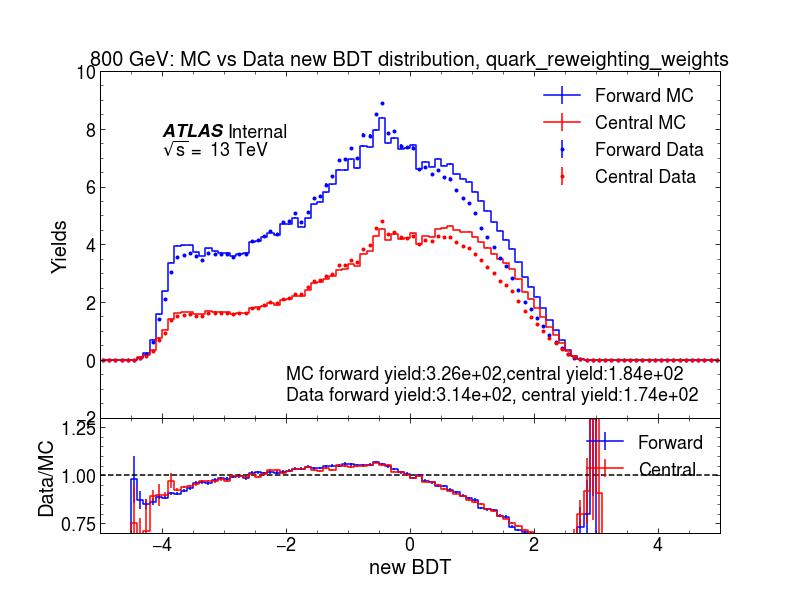 800 GeV: MC vs Data new BDT distribution, quark_reweighting_weights
10
8
6
4
2
0
−2
Yields
ATLAS Internal
√s = 13 TeV
Forward MC
Central MC
Forward Data
Central Data
MC forward yield:3.26e+02,central yield:1.84e+02
Data forward yield:3.14e+02, central yield:1.74e+02
1.25
1.00
0.75
Data/MC
Forward
Central
−4 −2 0 2 4
new BDT